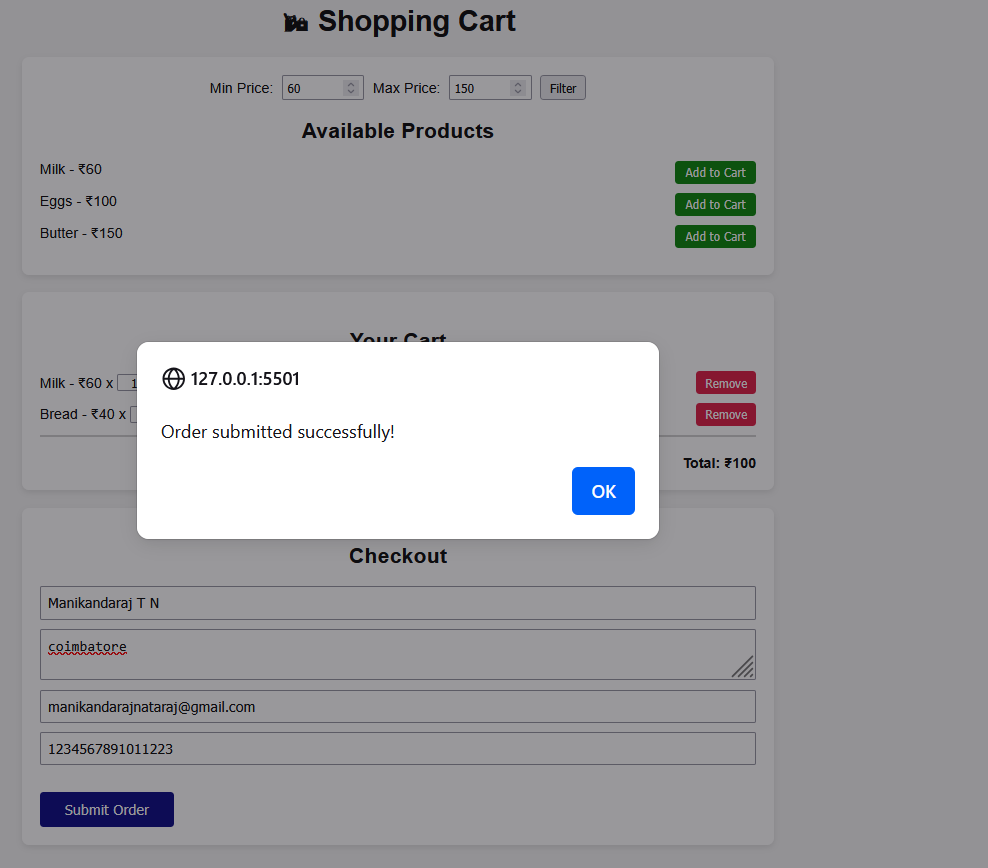 Shopping Cart
Min Price: 60 Max Price: 150 Filter
Available Products
Milk - ₹60 Add to Cart
Eggs - ₹100 Add to Cart
Butter - ₹150 Add to Cart
Your Cart
Milk - ₹60 x 1 Remove
Bread - ₹40 x Remove
Total: ₹100
127.0.0.1:5501
Order submitted successfully!
OK
Checkout
Manikandaraj T N
coimbatore
manikandarajnataraj@gmail.com
1234567891011223
Submit Order